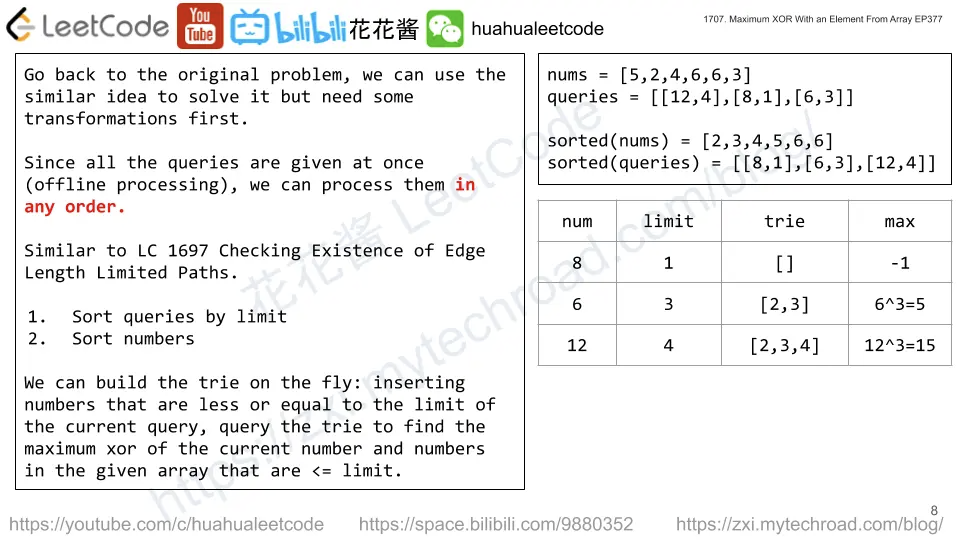 LeetCode You Tube bilibili 花花酱 huahualeetcode
1707. Maximum XOR With an Element From Array EP377
Go back to the original problem, we can use the
similar idea to solve it but need some
transformations first.
Since all the queries are given at once
(offline processing), we can process them in
any order.
Similar to LC 1697 Checking Existence of Edge
Length Limited Paths.
1. Sort queries by limit
2. Sort numbers
We can build the trie on the fly: inserting
numbers that are less or equal to the limit of
the current query, query the trie to find the
maximum xor of the current number and numbers
in the given array that are <= limit.
nums = [5,2,4,6,6,3]
queries = [[12,4],[8,1],[6,3]]
sorted(nums) = [2,3,4,5,6,6]
sorted(queries) = [[8,1],[6,3],[12,4]]
num limit trie max
8 1 [] -1
6 3 [2,3] 6^3=5
12 4 [2,3,4] 12^3=15
花花酱 LeetCode
https://zxi.mytechroad.com/blog/
8
https://youtube.com/c/huahualeetcode https://space.bilibili.com/9880352 https://zxi.mytechroad.com/blog/